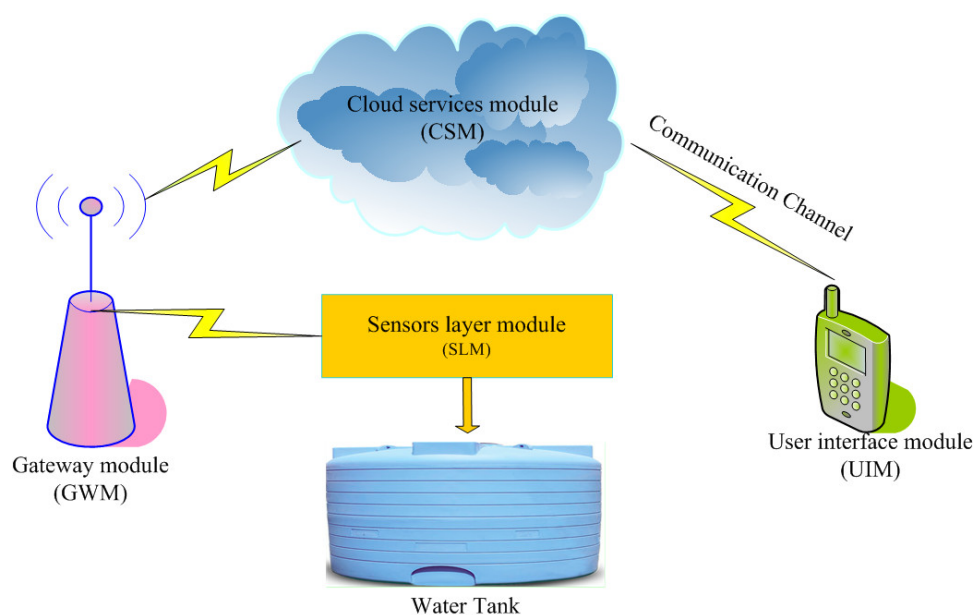 Cloud services module
(CSM)
Communication Channel
Sensors layer module
(SLM)
Gateway module
(GWM)
User interface module
(UIM)
Water Tank